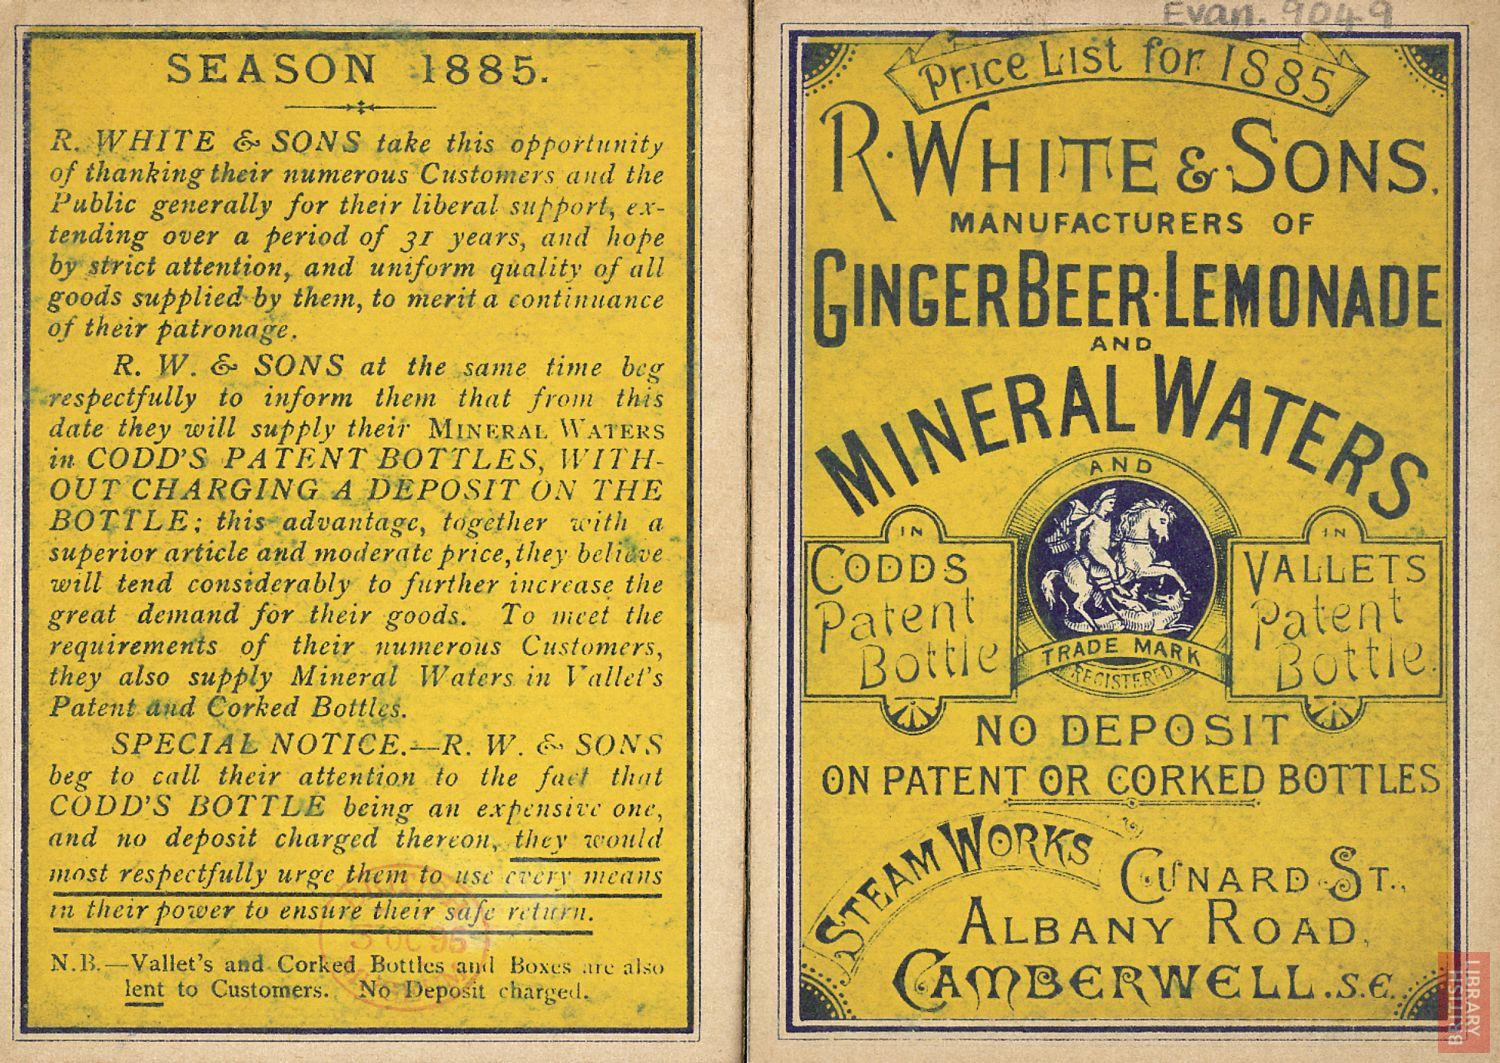 SEASON 1885.
R. WHITE & SONS take this opportunity
of thanking their numerous Customers and the
Public generally for their liberal support, ex-
tending over a period of 31 years, and hope
by strict attention, and uniform quality of all
goods supplied by them, to merit a continuance
of their patronage.
R. W. & SONS at the same time beg
respectfully to inform them that from this
date they will supply their MINERAL WATERS
in CODD'S PATENT BOTTLES, WITH-
OUT CHARGING A DEPOSIT ON THE
BOTTLE; this advantage, together with a
superior article and moderate price, they believe
will tend considerably to further increase the
great demand for their goods. To meet the
requirements of their numerous Customers,
they also supply Mineral Waters in Vallet's
Patent and Corked Bottles.
SPECIAL NOTICE.—R. W. & SONS
beg to call their attention to the fact that
CODD'S BOTTLE being an expensive one,
and no deposit charged thereon, they would
most respectfully urge them to use every means
in their power to ensure their safe return.
N.B.—Vallet's and Corked Bottles and Boxes are also
lent to Customers. No Deposit charged.
Evan. 9049
Price List for 1885
R. WHITE & SONS.
MANUFACTURERS OF
GINGER BEER·LEMONADE
AND
MINERAL WATERS
AND
IN
CODDS
Patent
Bottle
TRADE MARK
REGISTERED
IN
VALLETS
Patent
Bottle.
NO DEPOSIT
ON PATENT OR CORKED BOTTLES
STEAM WORKS
CUNARD ST.,
ALBANY ROAD,
CAMBERWELL.S.E.
BRITISH
LIBRARY